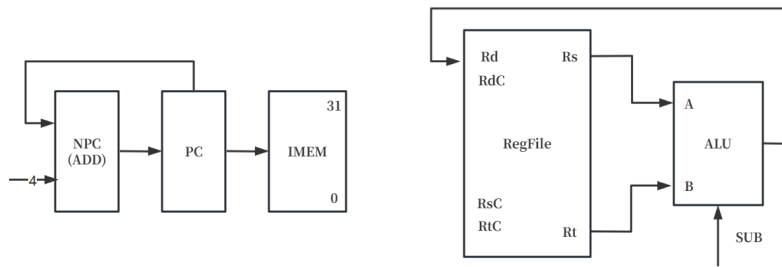 NPC
(ADD)
4
PC
31
IMEM
0
Rd
RdC
Rs
RegFile
RsC
RtC
Rt
A
ALU
B
SUB